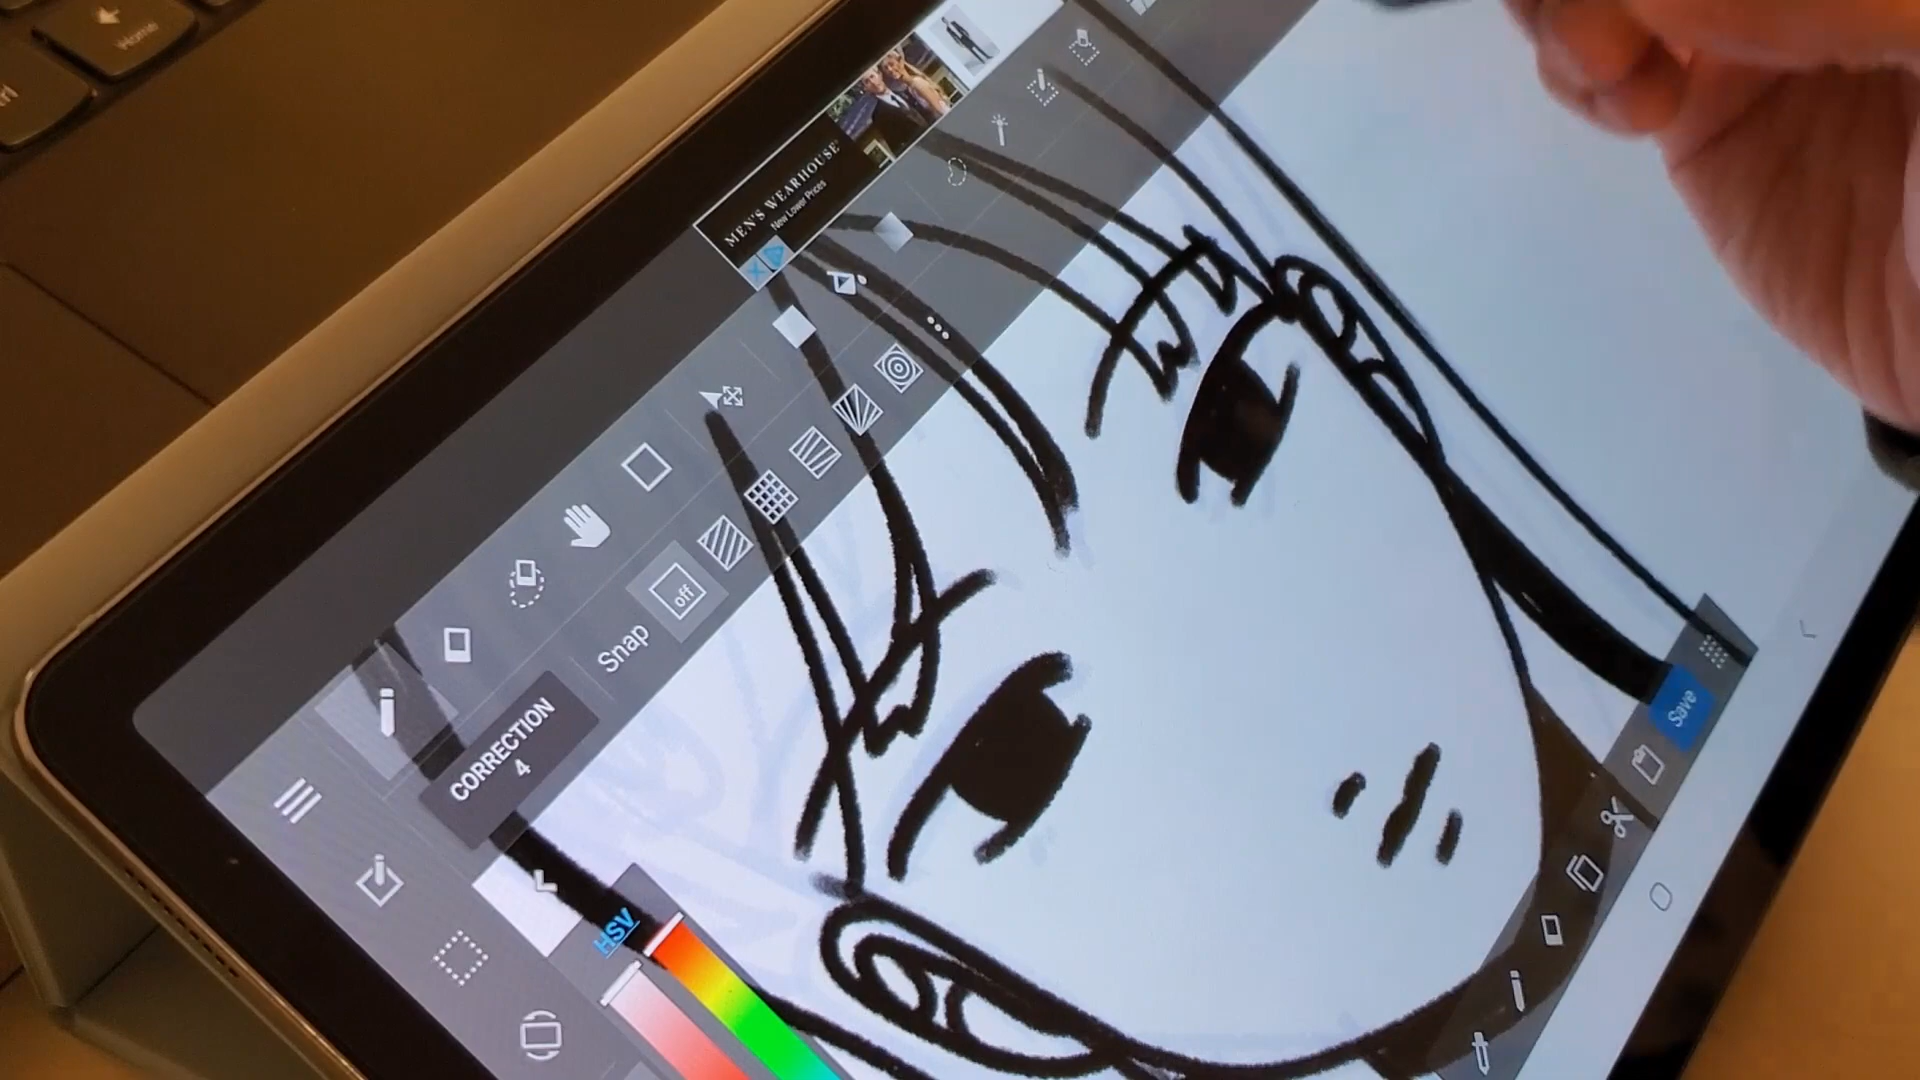 Home
MEN'S WEARHOUSE
New Lower Prices
Snap
off
CORRECTION
4
HSV
Save